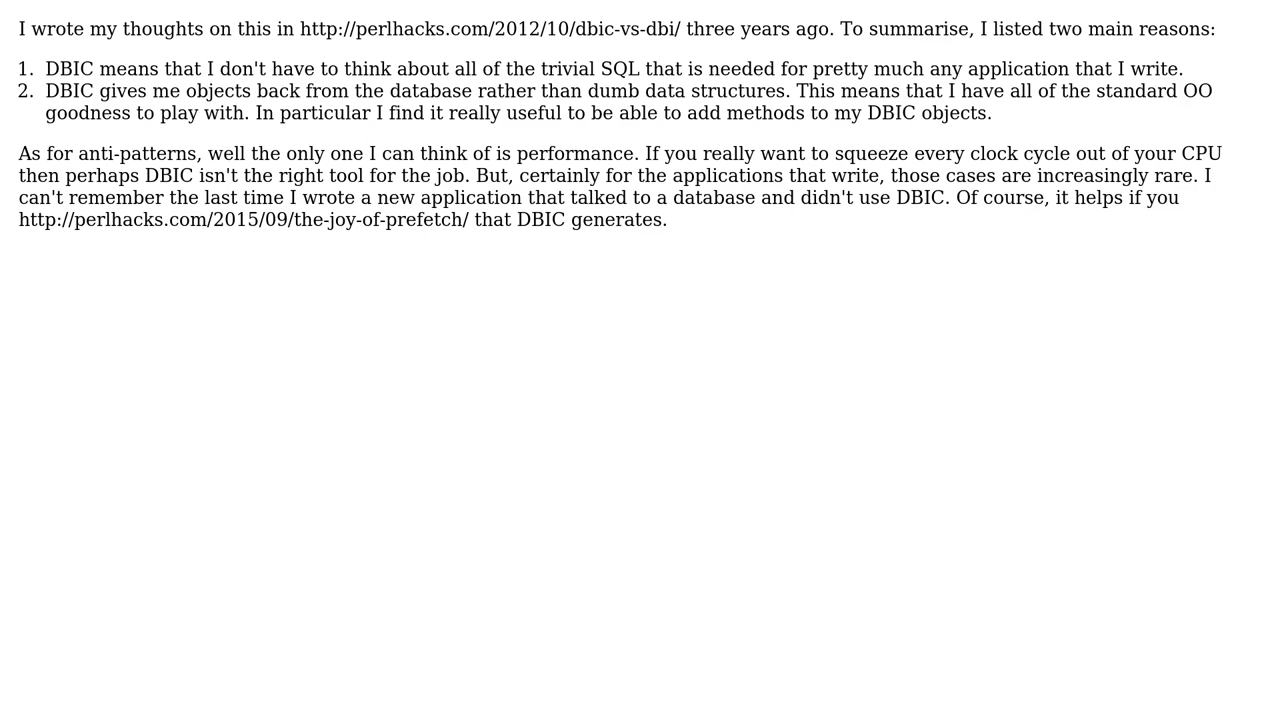 I wrote my thoughts on this in http://perlhacks.com/2012/10/dbic-vs-dbi/ three years ago. To summarise, I listed two main reasons:
1. DBIC means that I don't have to think about all of the trivial SQL that is needed for pretty much any application that I write.
2. DBIC gives me objects back from the database rather than dumb data structures. This means that I have all of the standard OO
goodness to play with. In particular I find it really useful to be able to add methods to my DBIC objects.
As for anti-patterns, well the only one I can think of is performance. If you really want to squeeze every clock cycle out of your CPU
then perhaps DBIC isn't the right tool for the job. But, certainly for the applications that write, those cases are increasingly rare. I
can't remember the last time I wrote a new application that talked to a database and didn't use DBIC. Of course, it helps if you
http://perlhacks.com/2015/09/the-joy-of-prefetch/ that DBIC generates.